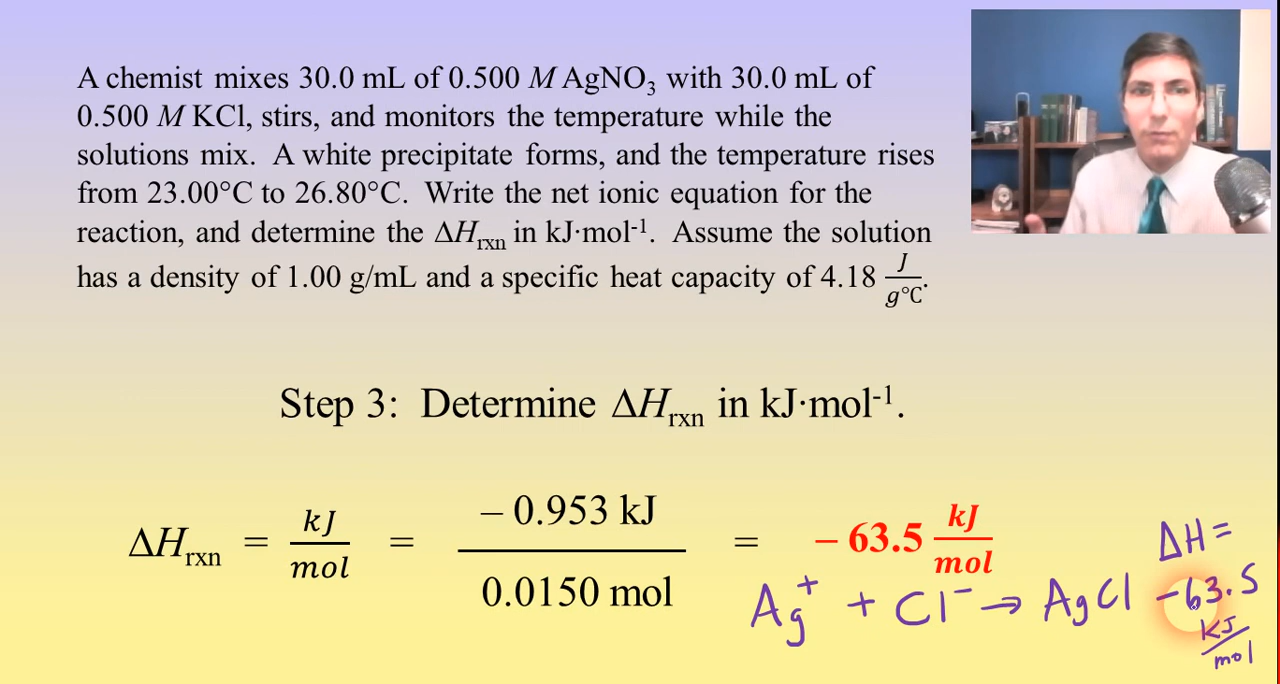 A chemist mixes 30.0 mL of 0.500 M AgNO₃ with 30.0 mL of
0.500 M KCl, stirs, and monitors the temperature while the
solutions mix. A white precipitate forms, and the temperature rises
from 23.00°C to 26.80°C. Write the net ionic equation for the
reaction, and determine the ΔHrxn in kJ·mol⁻¹. Assume the solution
has a density of 1.00 g/mL and a specific heat capacity of 4.18 J/g°C.
Step 3: Determine ΔHrxn in kJ·mol⁻¹.
ΔHrxn = kJ/mol = – 0.953 kJ / 0.0150 mol = – 63.5 kJ/mol
Ag⁺ + Cl⁻ → AgCl ΔH = -63.5 kJ/mol